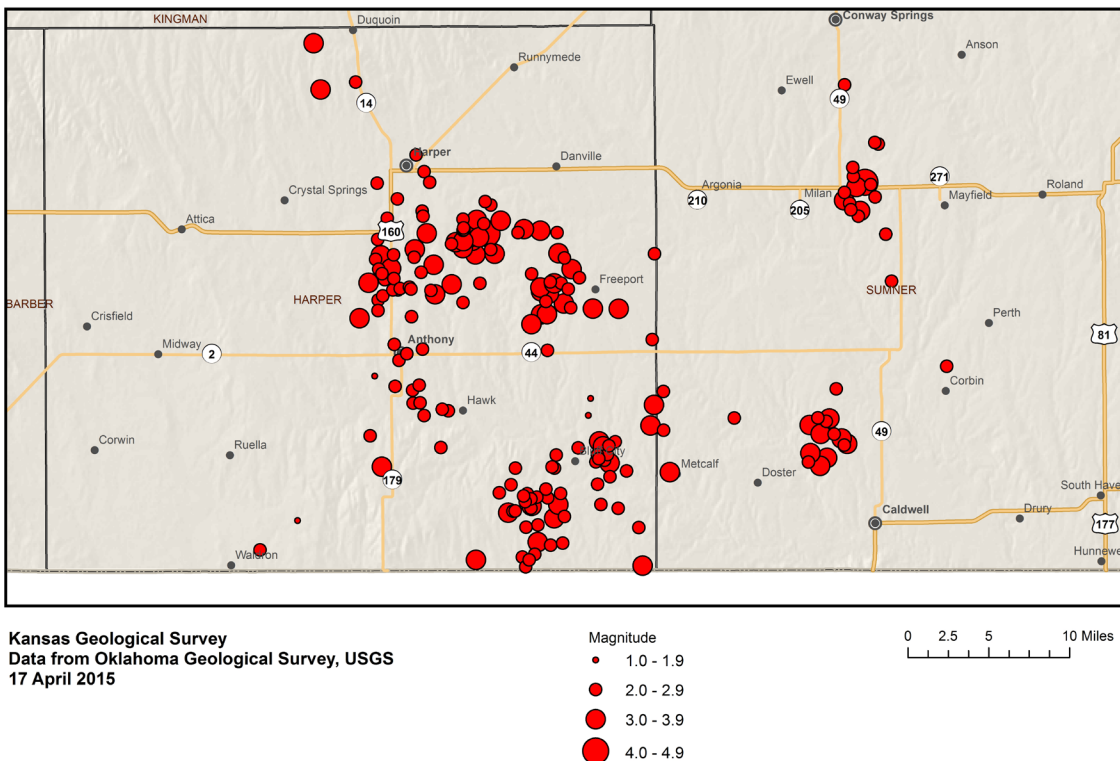 KINGMAN
Duquoin
Conway Springs
Anson
Runnymede
Ewell
14
49
Harper
Danville
Argonia
210
Milan
205
271
Mayfield
Roland
Crystal Springs
Attica
160
BARBER
HARPER
Freeport
SUMNER
Crisfield
Perth
81
Midway
2
Anthony
44
Corbin
Hawk
49
Corwin
Ruella
Metcalf
Doster
179
South Have
Caldwell
Drury
177
Waldron
Hunnewe
Kansas Geological Survey
Data from Oklahoma Geological Survey, USGS
17 April 2015
Magnitude
1.0 - 1.9
2.0 - 2.9
3.0 - 3.9
4.0 - 4.9
0 2.5 5 10 Miles